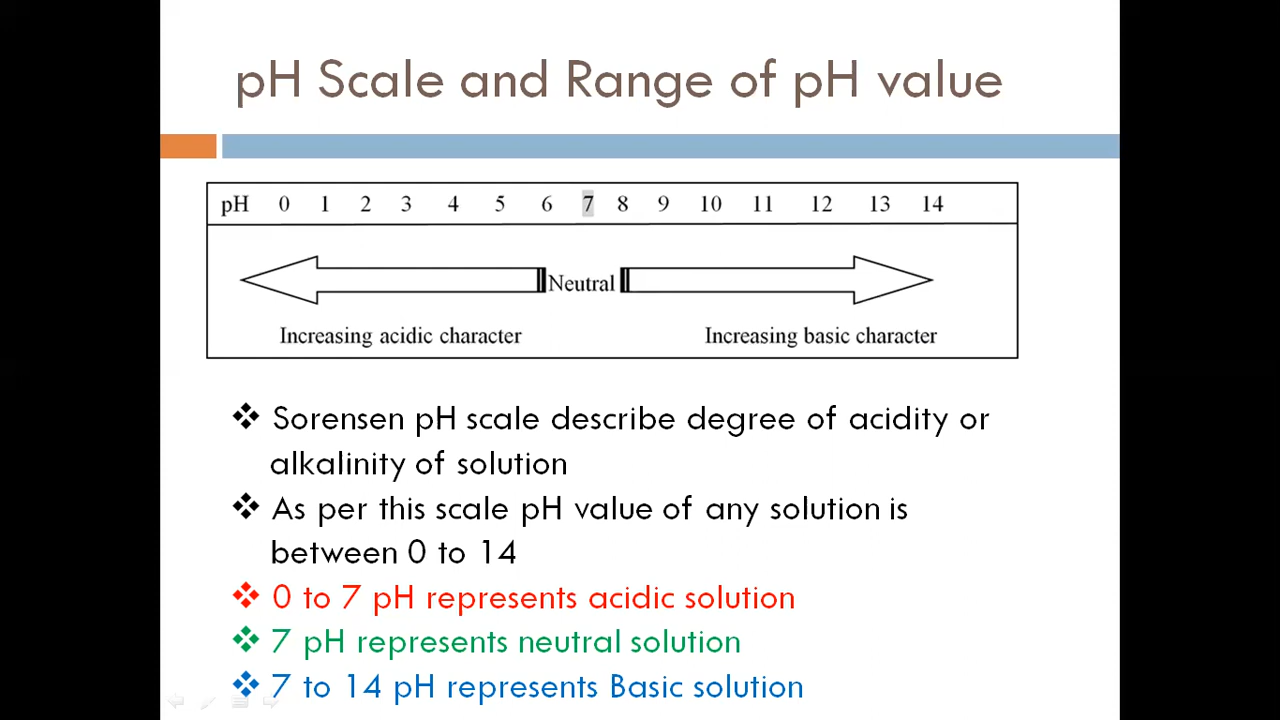 pH Scale and Range of pH value
pH 0 1 2 3 4 5 6 7 8 9 10 11 12 13 14
Neutral
Increasing acidic character Increasing basic character
Sorensen pH scale describe degree of acidity or
alkalinity of solution
As per this scale pH value of any solution is
between 0 to 14
0 to 7 pH represents acidic solution
7 pH represents neutral solution
7 to 14 pH represents Basic solution